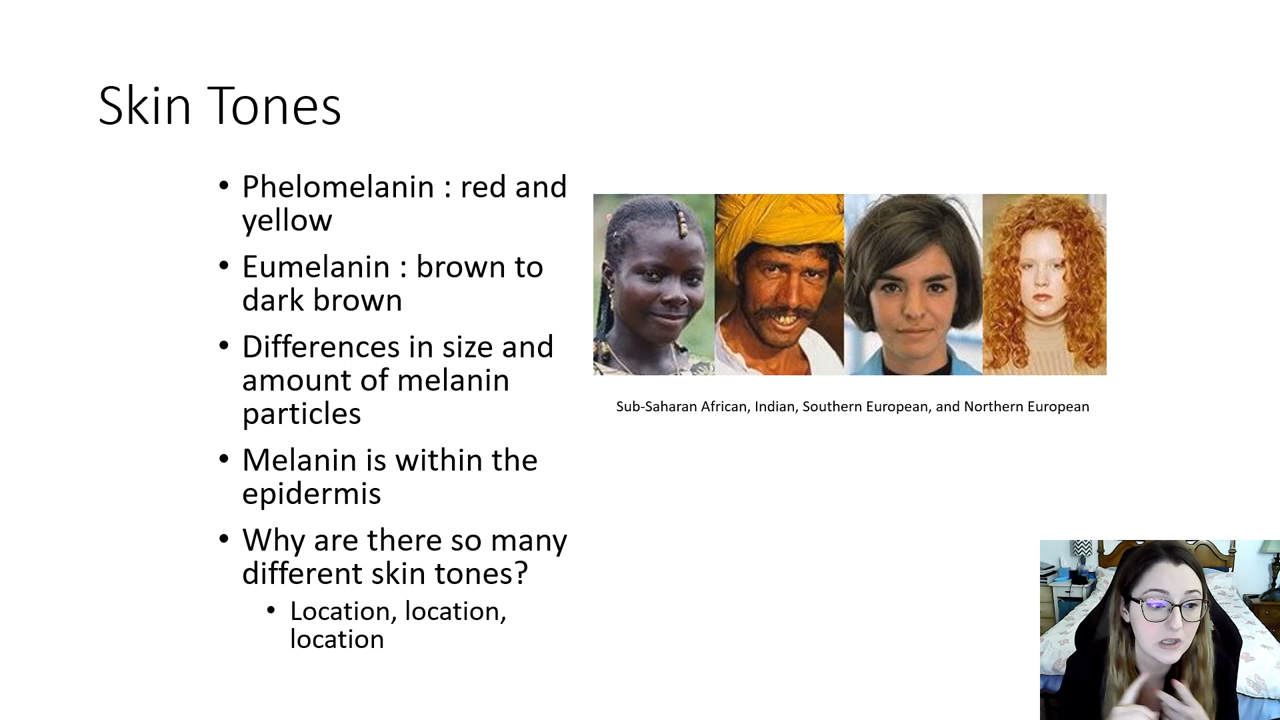 Skin Tones
• Phelomelanin : red and
yellow
• Eumelanin : brown to
dark brown
• Differences in size and
amount of melanin
particles
• Melanin is within the
epidermis
• Why are there so many
different skin tones?
• Location, location,
location
Sub-Saharan African, Indian, Southern European, and Northern European